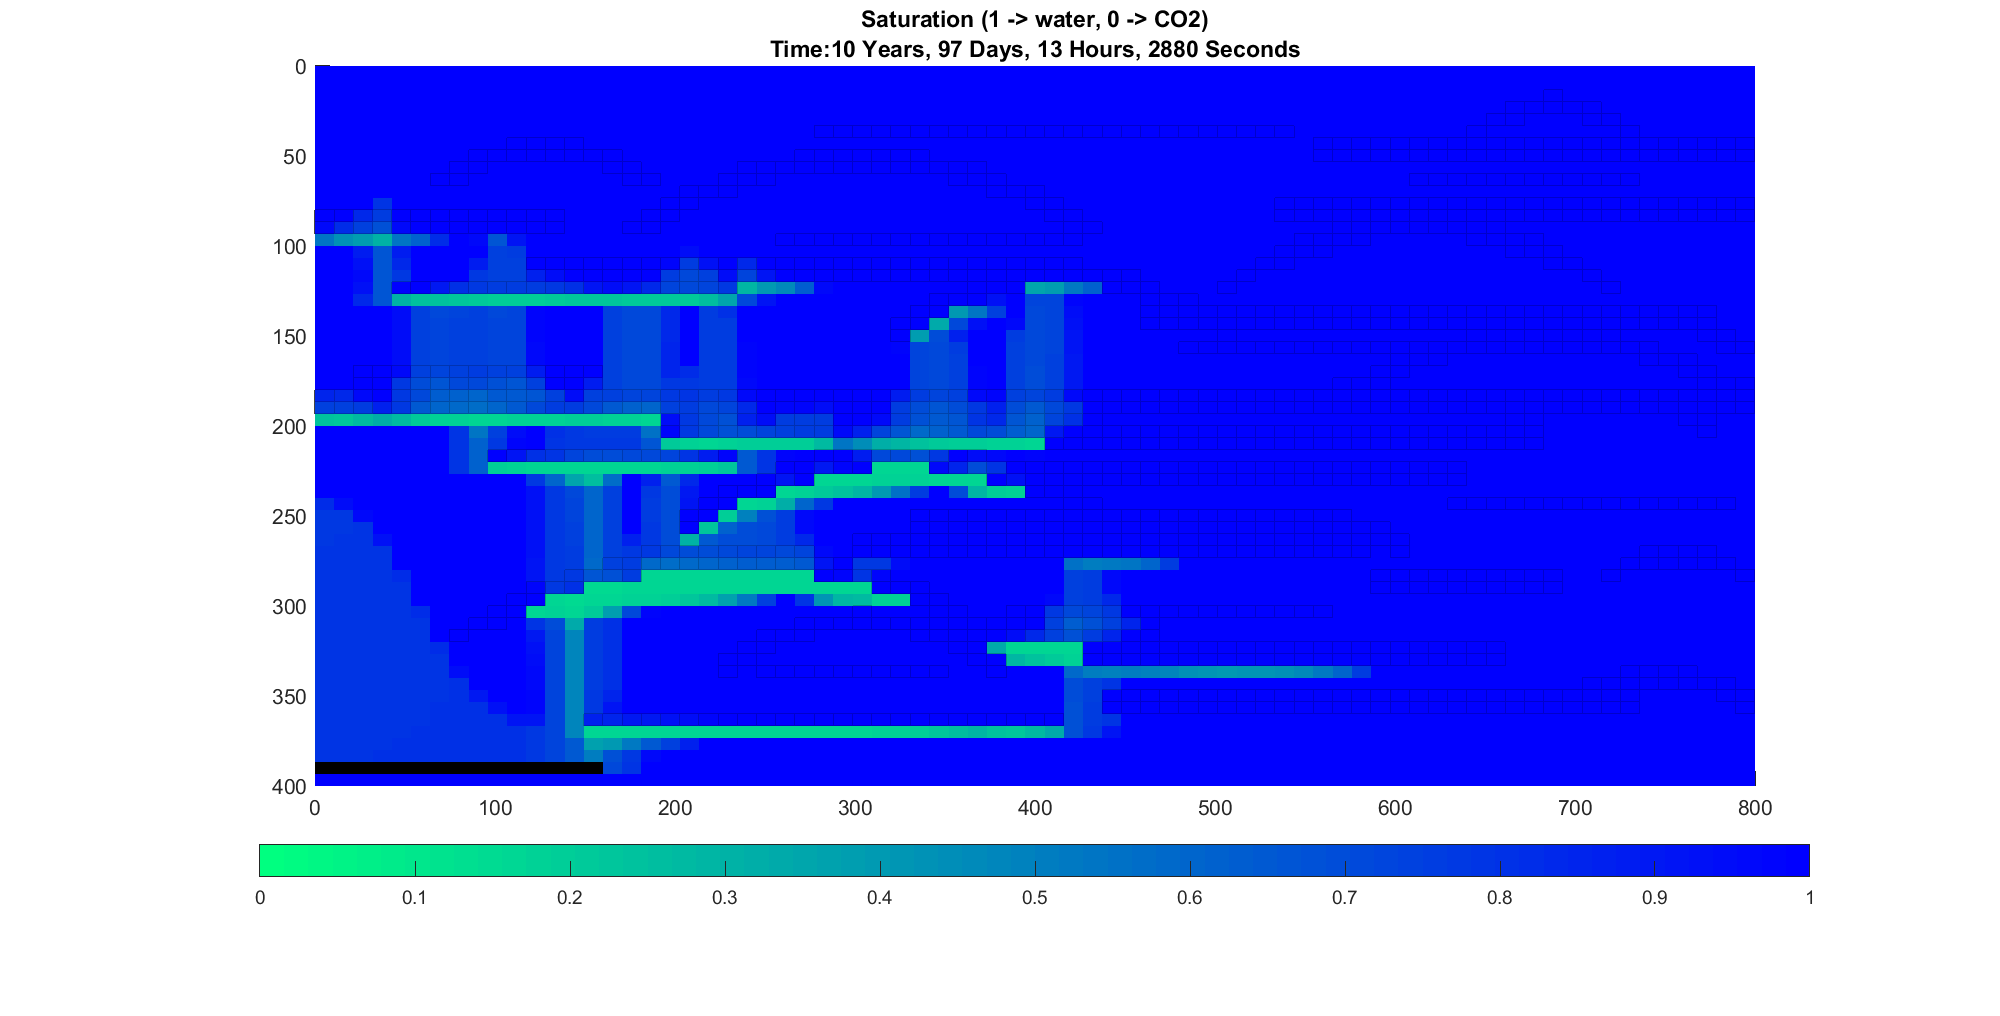 Saturation (1 -> water, 0 -> CO2)
Time:10 Years, 97 Days, 13 Hours, 2880 Seconds
0
50
100
150
200
250
300
350
400
0 100 200 300 400 500 600 700 800
0 0.1 0.2 0.3 0.4 0.5 0.6 0.7 0.8 0.9 1